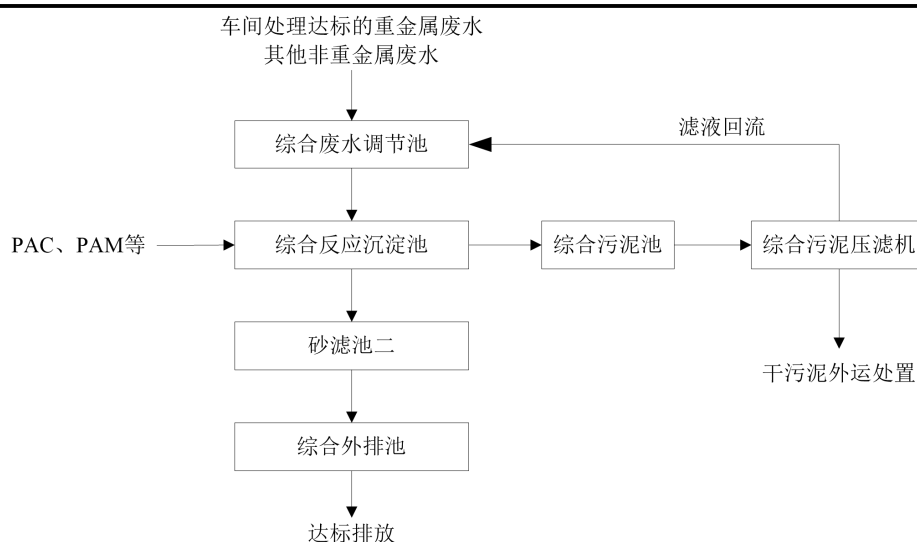 车间处理达标的重金属废水
其他非重金属废水
滤液回流
综合废水调节池
PAC、PAM等
综合反应沉淀池
综合污泥池
综合污泥压滤机
砂滤池二
干污泥外运处置
综合外排池
达标排放